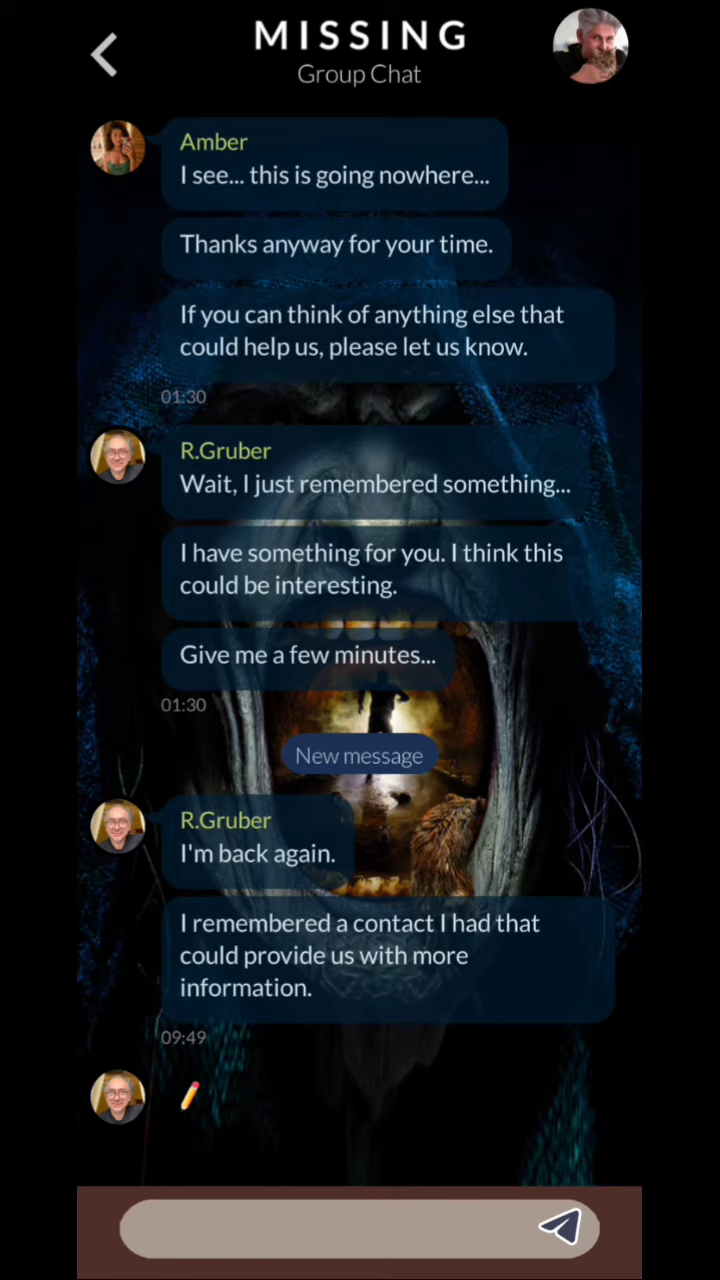 MISSING
Group Chat
Amber
I see... this is going nowhere...
Thanks anyway for your time.
If you can think of anything else that
could help us, please let us know.
01:30
R.Gruber
Wait, I just remembered something...
I have something for you. I think this
could be interesting.
Give me a few minutes...
01:30
New message
R.Gruber
I'm back again.
I remembered a contact I had that
could provide us with more
information.
09:49